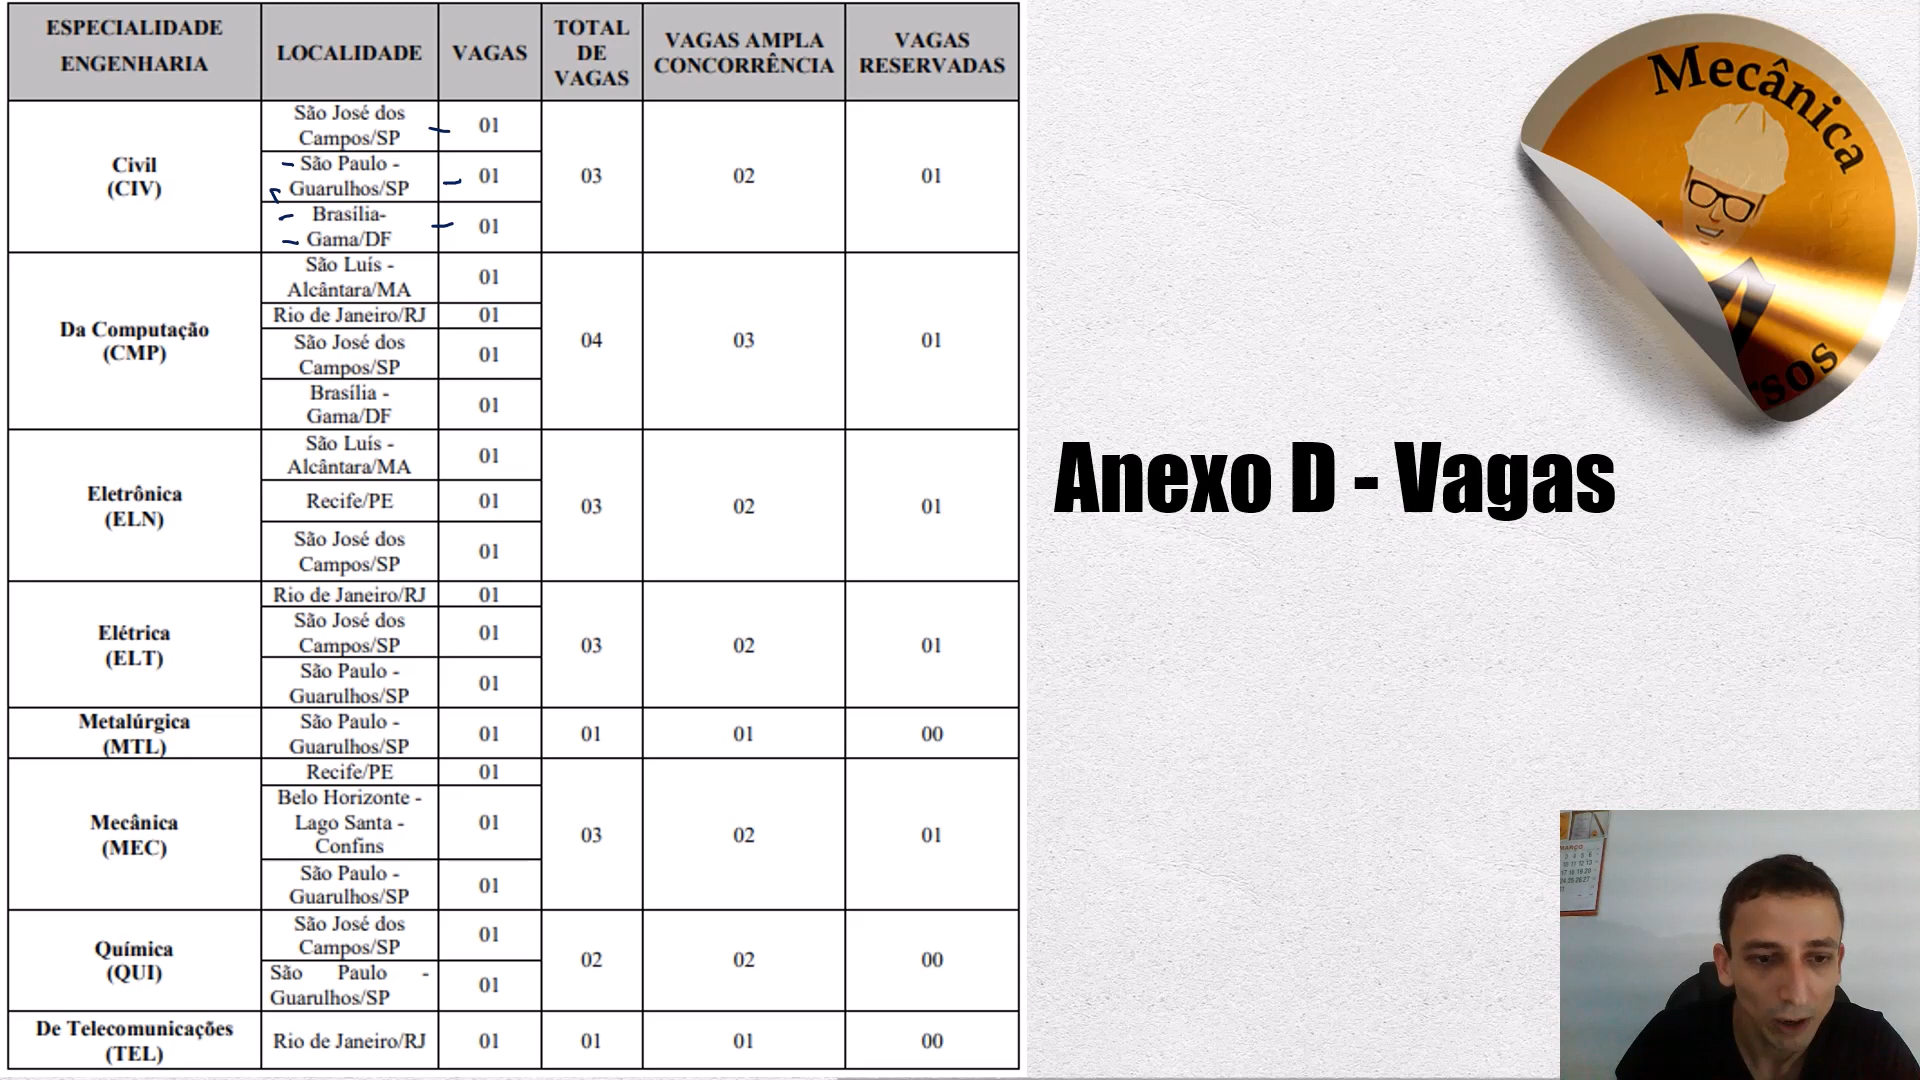 ESPECIALIDADE
ENGENHARIA
LOCALIDADE
VAGAS
TOTAL
DE
VAGAS
VAGAS AMPLA
CONCORRÊNCIA
VAGAS
RESERVADAS
Civil
(CIV)
São José dos
Campos/SP
01
São Paulo -
Guarulhos/SP
01
Brasília-
Gama/DF
01
03
02
01
Da Computação
(CMP)
São Luís -
Alcântara/MA
01
Rio de Janeiro/RJ
01
São José dos
Campos/SP
01
Brasília -
Gama/DF
01
04
03
01
Eletrônica
(ELN)
São Luís -
Alcântara/MA
01
Recife/PE
01
São José dos
Campos/SP
01
03
02
01
Elétrica
(ELT)
Rio de Janeiro/RJ
01
São José dos
Campos/SP
01
São Paulo -
Guarulhos/SP
01
03
02
01
Metalúrgica
(MTL)
São Paulo -
Guarulhos/SP
01
01
01
00
Mecânica
(MEC)
Recife/PE
01
Belo Horizonte -
Lago Santa -
Confins
01
São Paulo -
Guarulhos/SP
01
03
02
01
Química
(QUI)
São José dos
Campos/SP
01
São Paulo -
Guarulhos/SP
01
02
02
00
De Telecomunicações
(TEL)
Rio de Janeiro/RJ
01
01
01
00
Mecânica
sos
Anexo D - Vagas
MARÇO